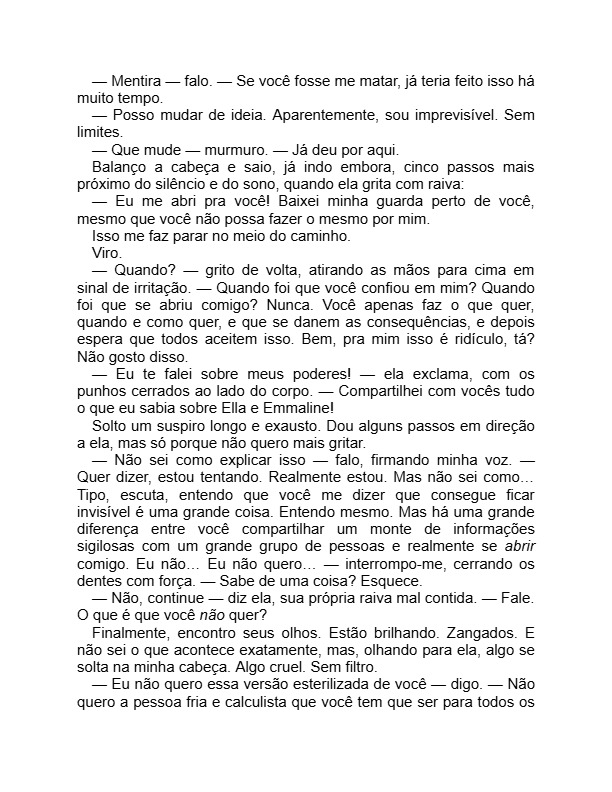 — Mentira — falo. — Se você fosse me matar, já teria feito isso há
muito tempo.
— Posso mudar de ideia. Aparentemente, sou imprevisível. Sem
limites.
— Que mude — murmuro. — Já deu por aqui.
Balanço a cabeça e saio, já indo embora, cinco passos mais
próximo do silêncio e do sono, quando ela grita com raiva:
— Eu me abri pra você! Baixei minha guarda perto de você,
mesmo que você não possa fazer o mesmo por mim.
Isso me faz parar no meio do caminho.
Viro.
— Quando? — grito de volta, atirando as mãos para cima em
sinal de irritação. — Quando foi que você confiou em mim? Quando
foi que se abriu comigo? Nunca. Você apenas faz o que quer,
quando e como quer, e que se danem as consequências, e depois
espera que todos aceitem isso. Bem, pra mim isso é ridículo, tá?
Não gosto disso.
— Eu te falei sobre meus poderes! — ela exclama, com os
punhos cerrados ao lado do corpo. — Compartilhei com vocês tudo
o que eu sabia sobre Ella e Emmaline!
Solto um suspiro longo e exausto. Dou alguns passos em direção
a ela, mas só porque não quero mais gritar.
— Não sei como explicar isso — falo, firmando minha voz. —
Quer dizer, estou tentando. Realmente estou. Mas não sei como…
Tipo, escuta, entendo que você me dizer que consegue ficar
invisível é uma grande coisa. Entendo mesmo. Mas há uma grande
diferença entre você compartilhar um monte de informações
sigilosas com um grande grupo de pessoas e realmente se abrir
comigo. Eu não… Eu não quero… — interrompo-me, cerrando os
dentes com força. — Sabe de uma coisa? Esquece.
— Não, continue — diz ela, sua própria raiva mal contida. — Fale.
O que é que você não quer?
Finalmente, encontro seus olhos. Estão brilhando. Zangados. E
não sei o que acontece exatamente, mas, olhando para ela, algo se
solta na minha cabeça. Algo cruel. Sem filtro.
— Eu não quero essa versão esterilizada de você — digo. — Não
quero a pessoa fria e calculista que você tem que ser para todos os